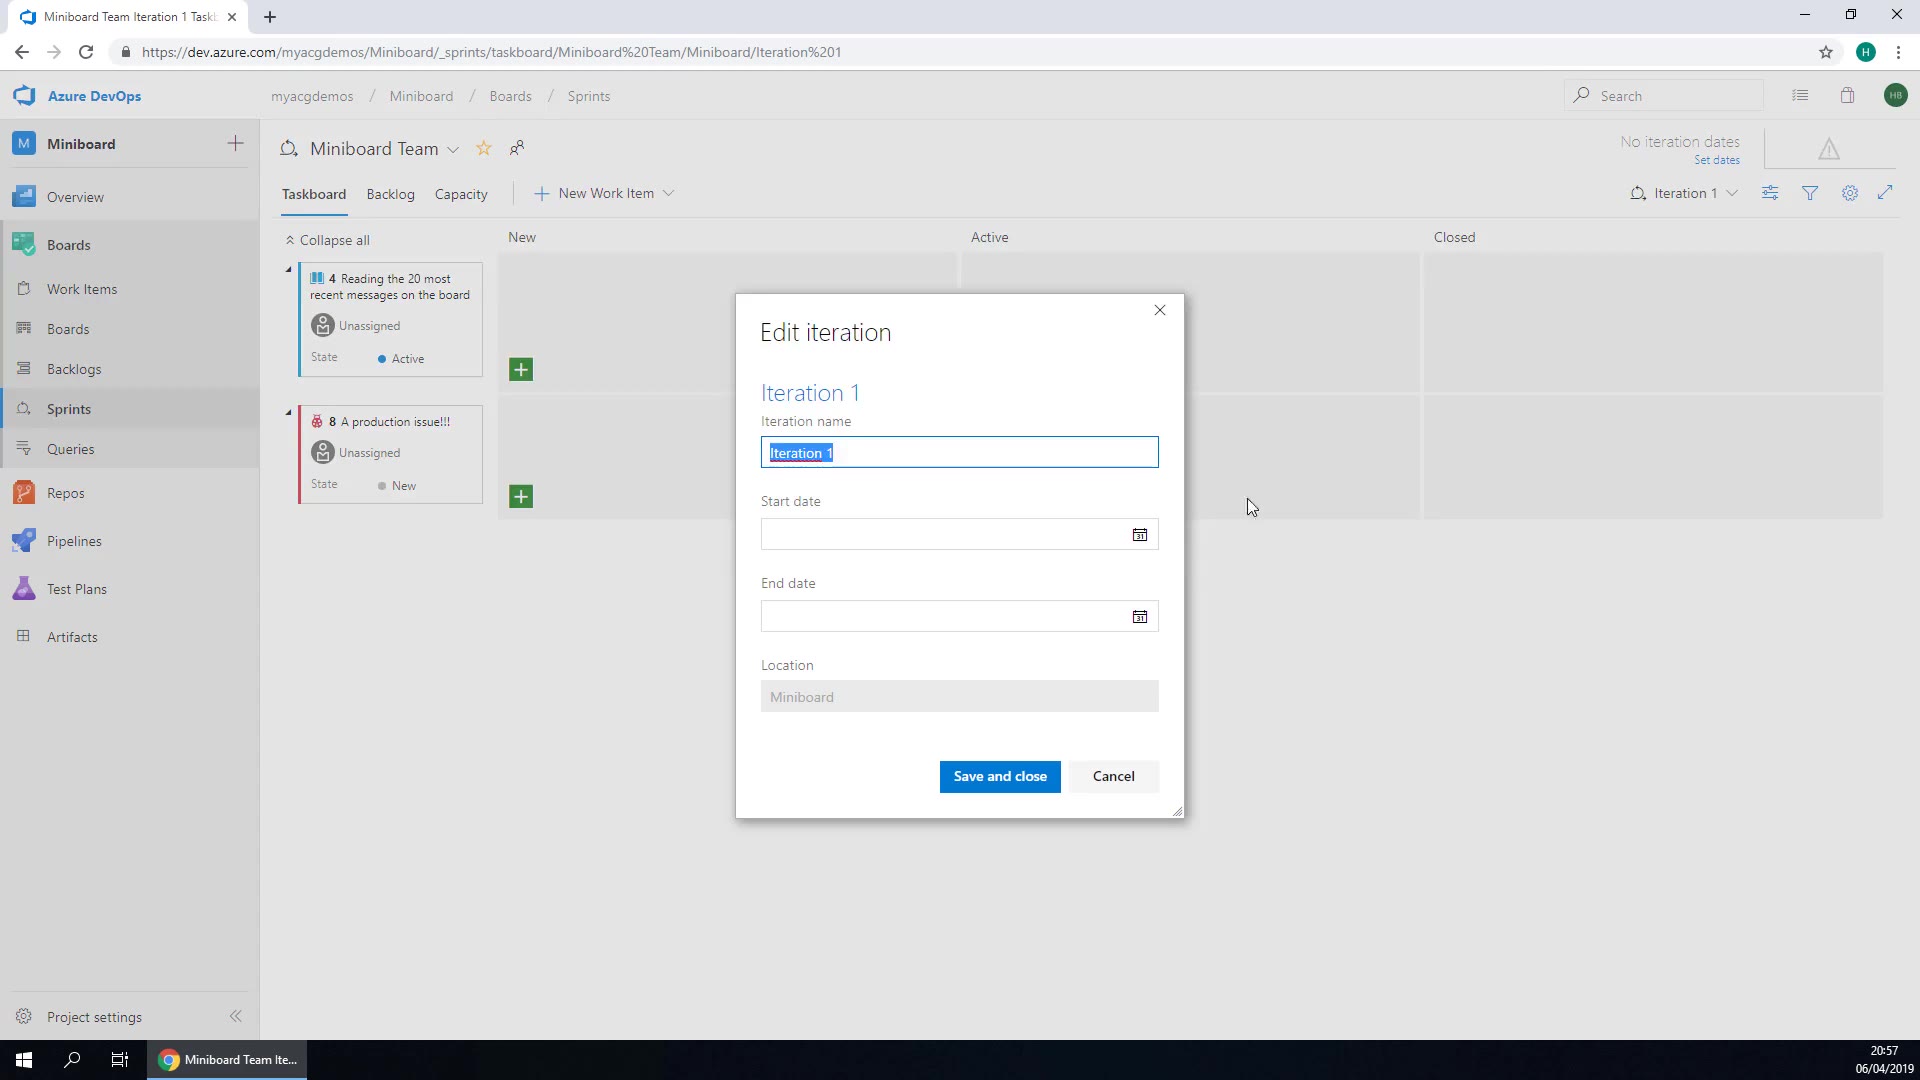 Miniboard Team Iteration 1 Taskb
https://dev.azure.com/myacgdemos/Miniboard/_sprints/taskboard/Miniboard%20Team/Miniboard/Iteration%201
H
Azure DevOps
myacgdemos / Miniboard / Boards / Sprints
Search
HB
M Miniboard
Miniboard Team
No iteration dates
Set dates
Overview
Taskboard Backlog Capacity New Work Item
Iteration 1
Boards
Collapse all
New
Active
Closed
Work Items
4 Reading the 20 most
recent messages on the board
Unassigned
State Active
Boards
Backlogs
Sprints
8 A production issue!!!
Unassigned
State New
Queries
Repos
Pipelines
Test Plans
Artifacts
Edit iteration
Iteration 1
Iteration name
Iteration 1
Start date
31
End date
31
Location
Miniboard
Save and close Cancel
Project settings
Miniboard Team Ite...
20:57
06/04/2019